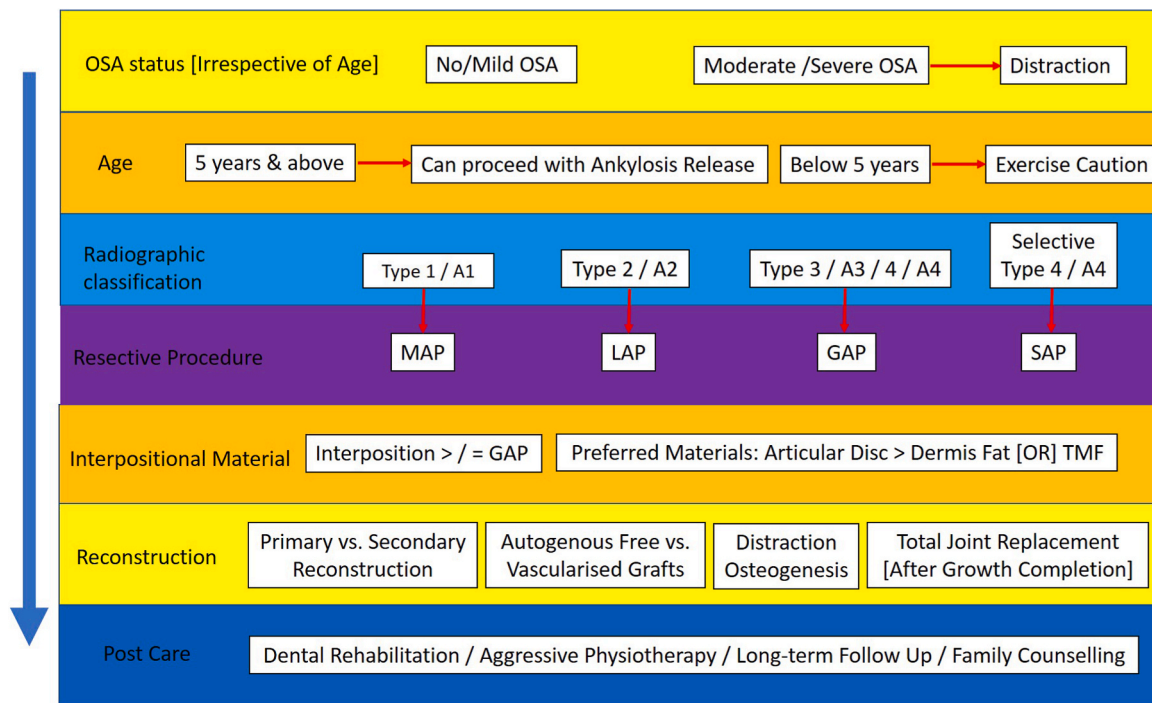 OSA status [Irrespective of Age]
No/Mild OSA
Moderate /Severe OSA
Distraction
Age
5 years & above
Can proceed with Ankylosis Release
Below 5 years
Exercise Caution
Radiographic
classification
Type 1 / A1
Type 2 / A2
Type 3 / A3 / 4 / A4
Selective
Type 4 / A4
Resective Procedure
MAP
LAP
GAP
SAP
Interpositional Material
Interposition > / = GAP
Preferred Materials: Articular Disc > Dermis Fat [OR] TMF
Reconstruction
Primary vs. Secondary
Reconstruction
Autogenous Free vs.
Vascularised Grafts
Distraction
Osteogenesis
Total Joint Replacement
[After Growth Completion]
Post Care
Dental Rehabilitation / Aggressive Physiotherapy / Long-term Follow Up / Family Counselling